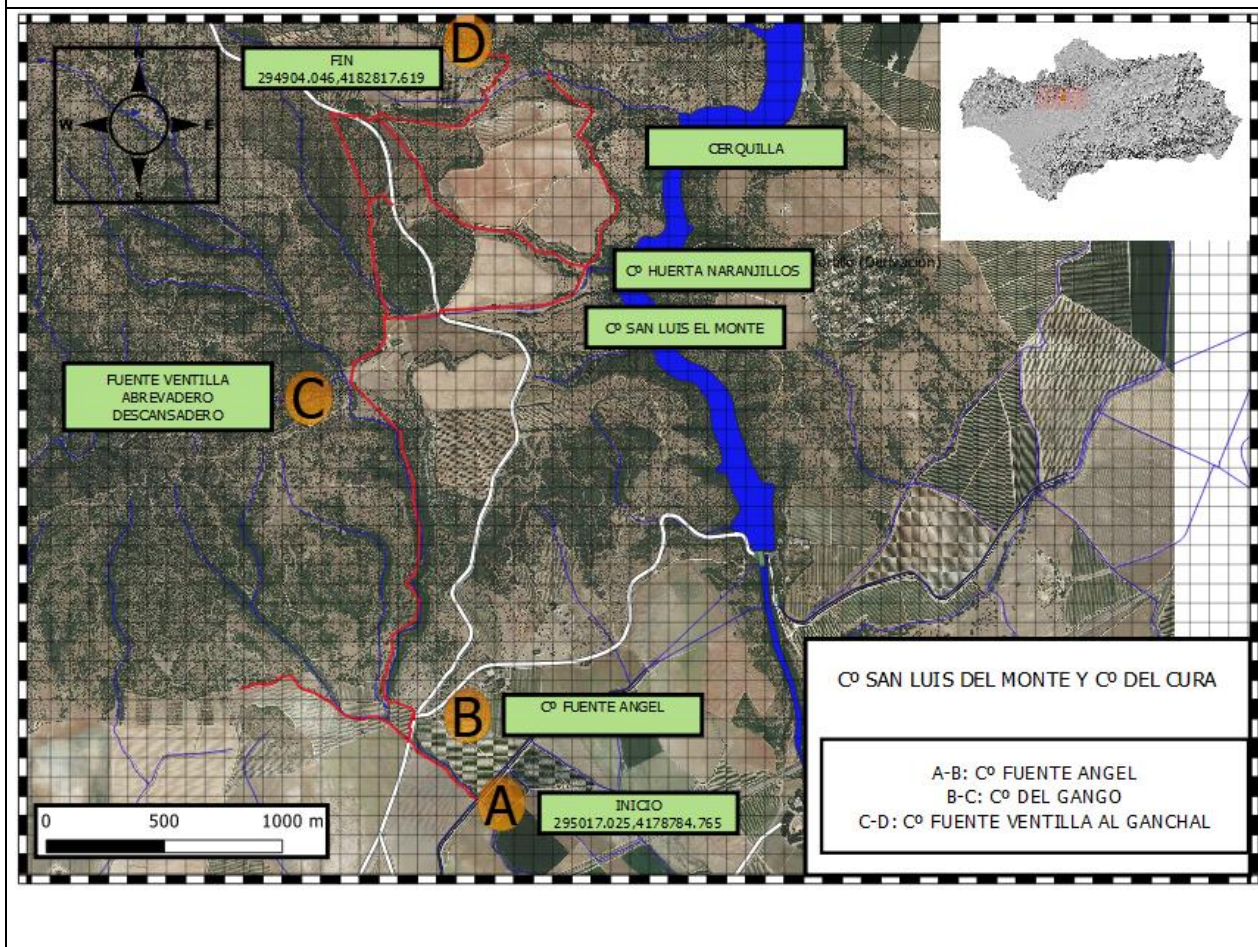 D
FIN
294904.046,4182817.619
N
W
E
S
CERQUILLA
Cº HUERTA NARANJILLOS
(Derivación)
Cº SAN LUIS EL MONTE
FUENTE VENTILLA
ABREVADERO
DESCANSADERO
C
B
Cº FUENTE ANGEL
A
INICIO
295017.025,4178784.765
0 500 1000 m
Cº SAN LUIS DEL MONTE Y Cº DEL CURA
A-B: Cº FUENTE ANGEL
B-C: Cº DEL GANGO
C-D: Cº FUENTE VENTILLA AL GANCHAL